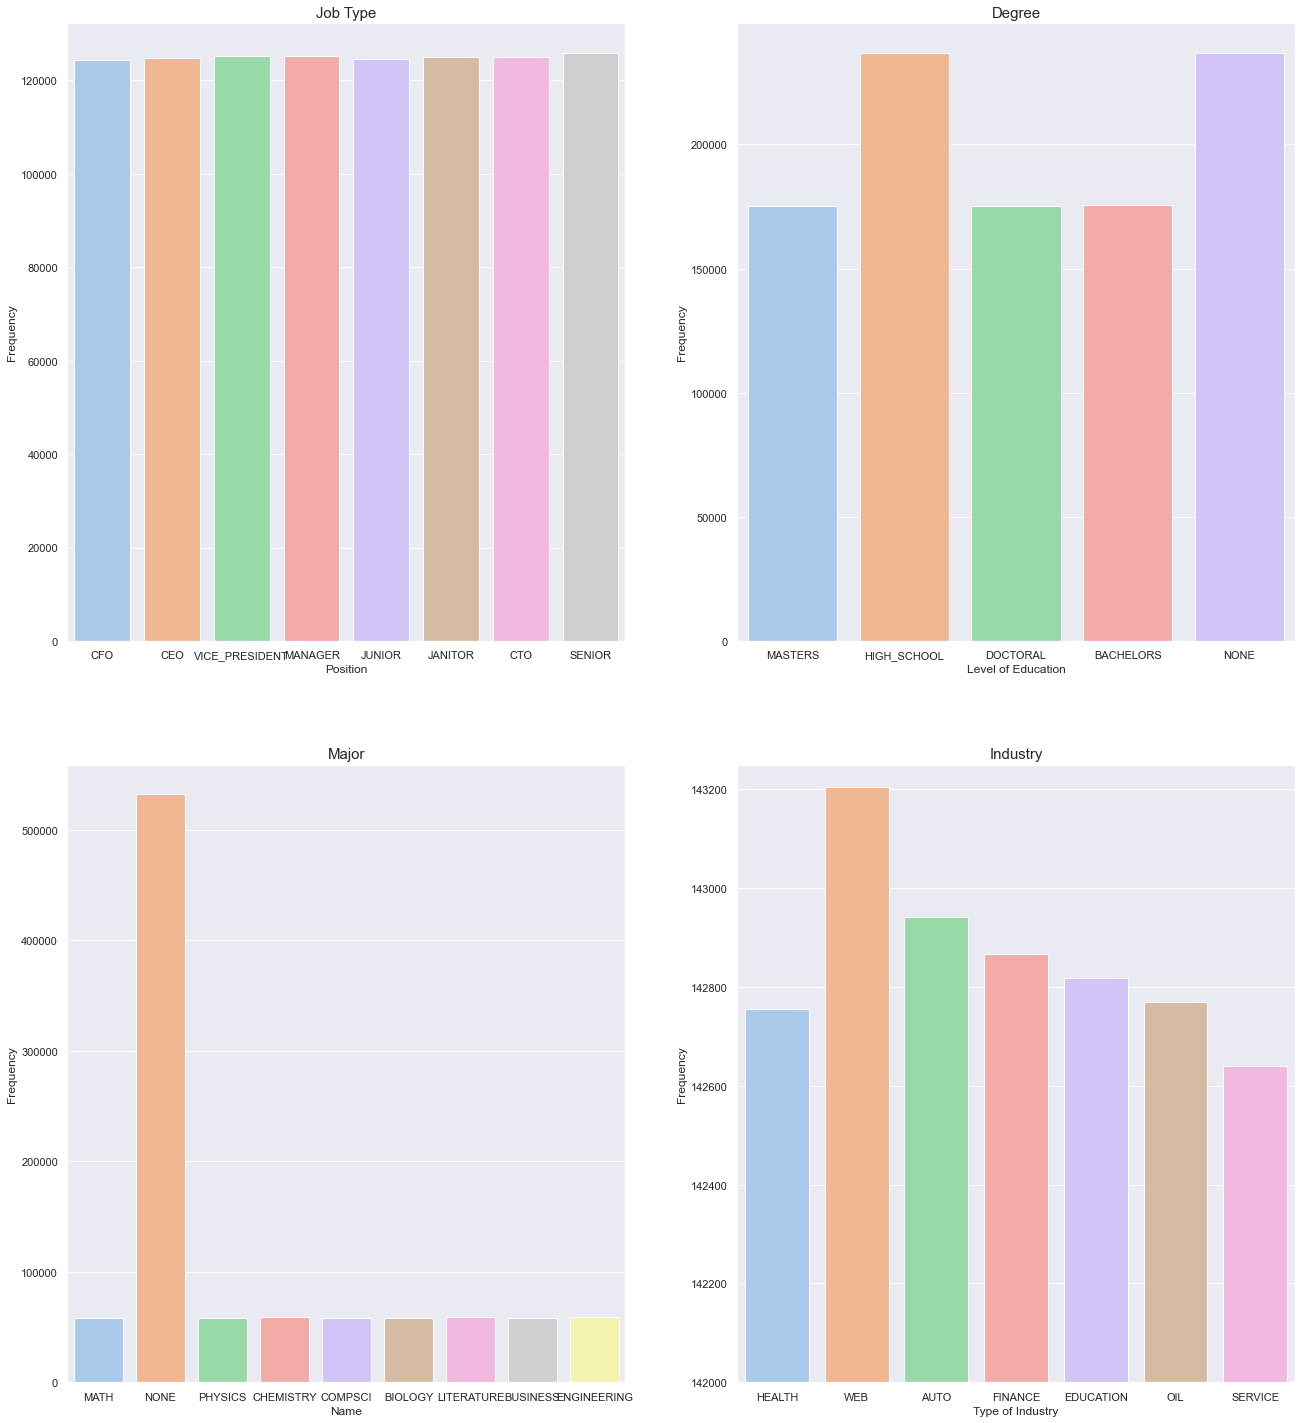 Job Type
Frequency
120000
100000
80000
60000
40000
20000
0
CFO CEO VICE_PRESIDENT MANAGER JUNIOR JANITOR CTO SENIOR
Position
Degree
Frequency
200000
150000
100000
50000
0
MASTERS HIGH_SCHOOL DOCTORAL BACHELORS NONE
Level of Education
Major
Frequency
500000
400000
300000
200000
100000
0
MATH NONE PHYSICS CHEMISTRY COMPSCI BIOLOGY LITERATURE BUSINESS ENGINEERING
Name
Industry
Frequency
143200
143000
142800
142600
142400
142200
142000
HEALTH WEB AUTO FINANCE EDUCATION OIL SERVICE
Type of Industry